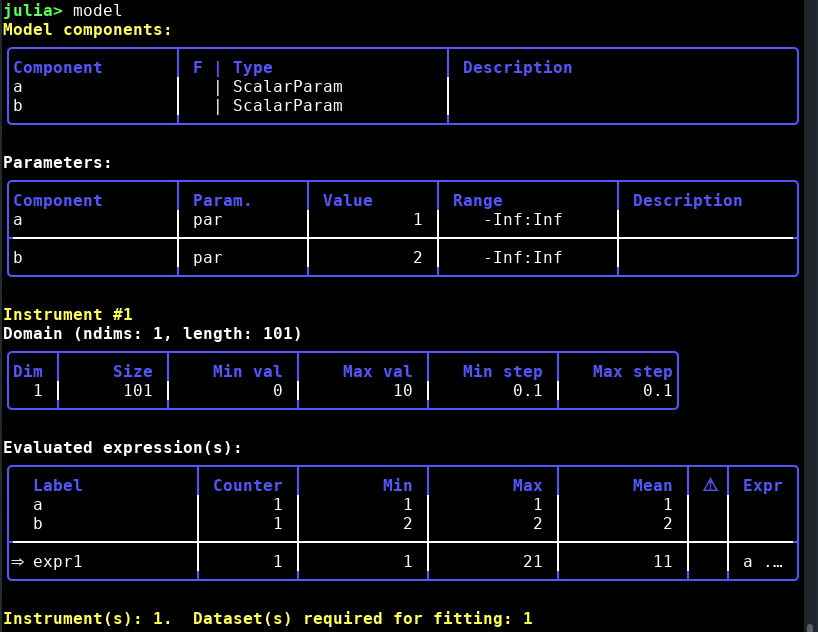 julia> model
Model components:
Component F | Type Description
a | ScalarParam
b | ScalarParam
Parameters:
Component Param. Value Range Description
a par 1 -Inf:Inf
b par 2 -Inf:Inf
Instrument #1
Domain (ndims: 1, length: 101)
Dim Size Min val Max val Min step Max step
1 101 0 10 0.1 0.1
Evaluated expression(s):
Label Counter Min Max Mean ⚠ Expr
a 1 1 1 1
b 1 2 2 2
⇒ expr1 1 1 21 11 a .…
Instrument(s): 1. Dataset(s) required for fitting: 1